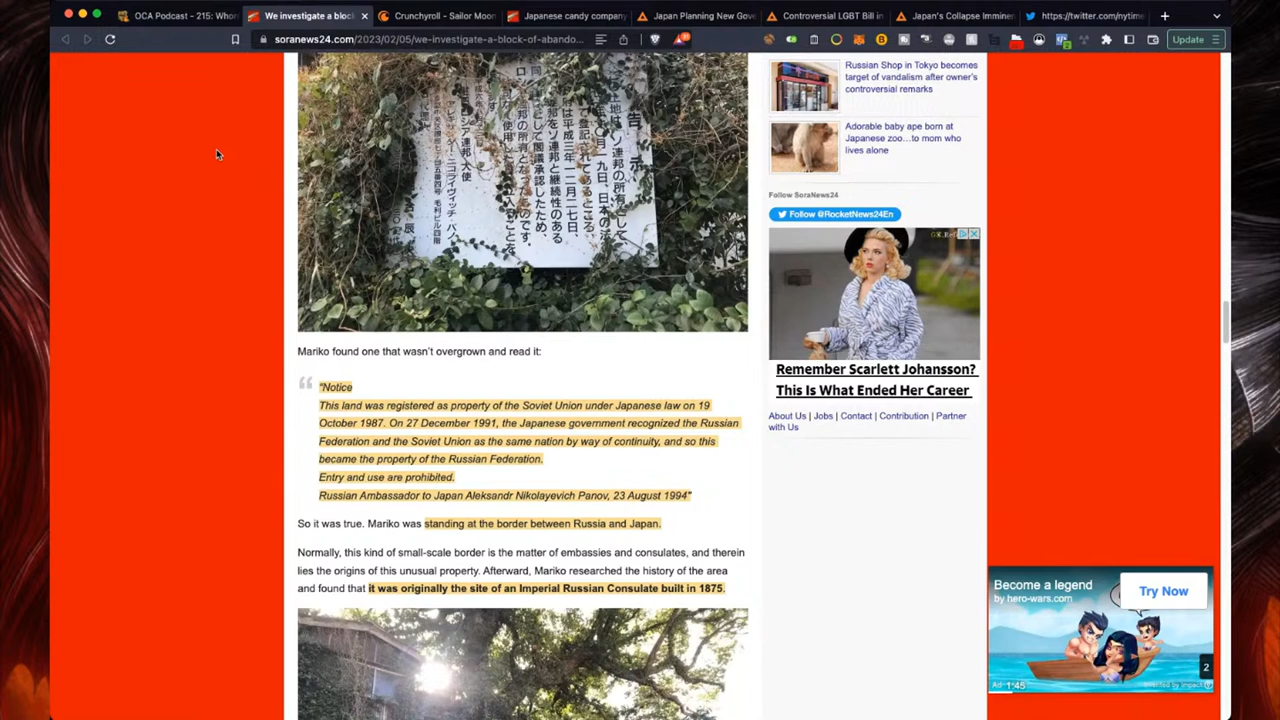 OCA Podcast - 215: Whor
We investigate a bloc
Crunchyroll - Sailor Moon
Japanese candy company
Japan Planning New Gove
Controversial LGBT Bill in
Japan's Collapse Imminen
https://twitter.com/nytime
soranews24.com/2023/02/05/we-investigate-a-block-of-abando...
Update
Russian Shop in Tokyo becomes
target of vandalism after owner's
controversial remarks
Adorable baby ape born at
Japanese zoo…to mom who
lives alone
Follow SoraNews24
Follow @RocketNews24En
告示
Mariko found one that wasn't overgrown and read it:
"Notice
This land was registered as property of the Soviet Union under Japanese law on 19
October 1987. On 27 December 1991, the Japanese government recognized the Russian
Federation and the Soviet Union as the same nation by way of continuity, and so this
became the property of the Russian Federation.
Entry and use are prohibited.
Russian Ambassador to Japan Aleksandr Nikolayevich Panov, 23 August 1994"
So it was true. Mariko was standing at the border between Russia and Japan.
Normally, this kind of small-scale border is the matter of embassies and consulates, and therein
lies the origins of this unusual property. Afterward, Mariko researched the history of the area
and found that it was originally the site of an Imperial Russian Consulate built in 1875.
Remember Scarlett Johansson?
This Is What Ended Her Career
About Us | Jobs | Contact | Contribution | Partner
with Us
Become a legend
by hero-wars.com
Try Now
2
Ad 1:45